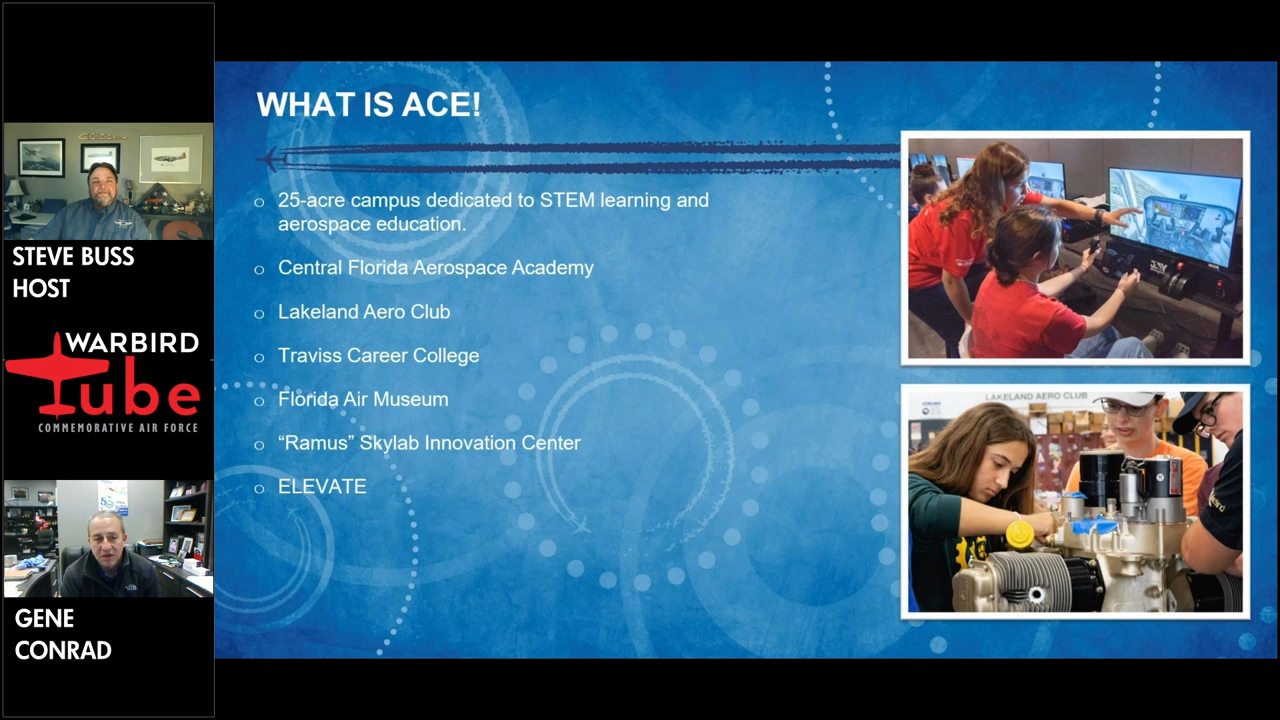 WHAT IS ACE!
25-acre campus dedicated to STEM learning and
aerospace education.
Central Florida Aerospace Academy
Lakeland Aero Club
Traviss Career College
Florida Air Museum
“Ramus” Skylab Innovation Center
ELEVATE
STEVE BUSS
HOST
WARBIRD
Tube
COMMEMORATIVE AIR FORCE
GENE
CONRAD
LAKELAND AERO CLUB